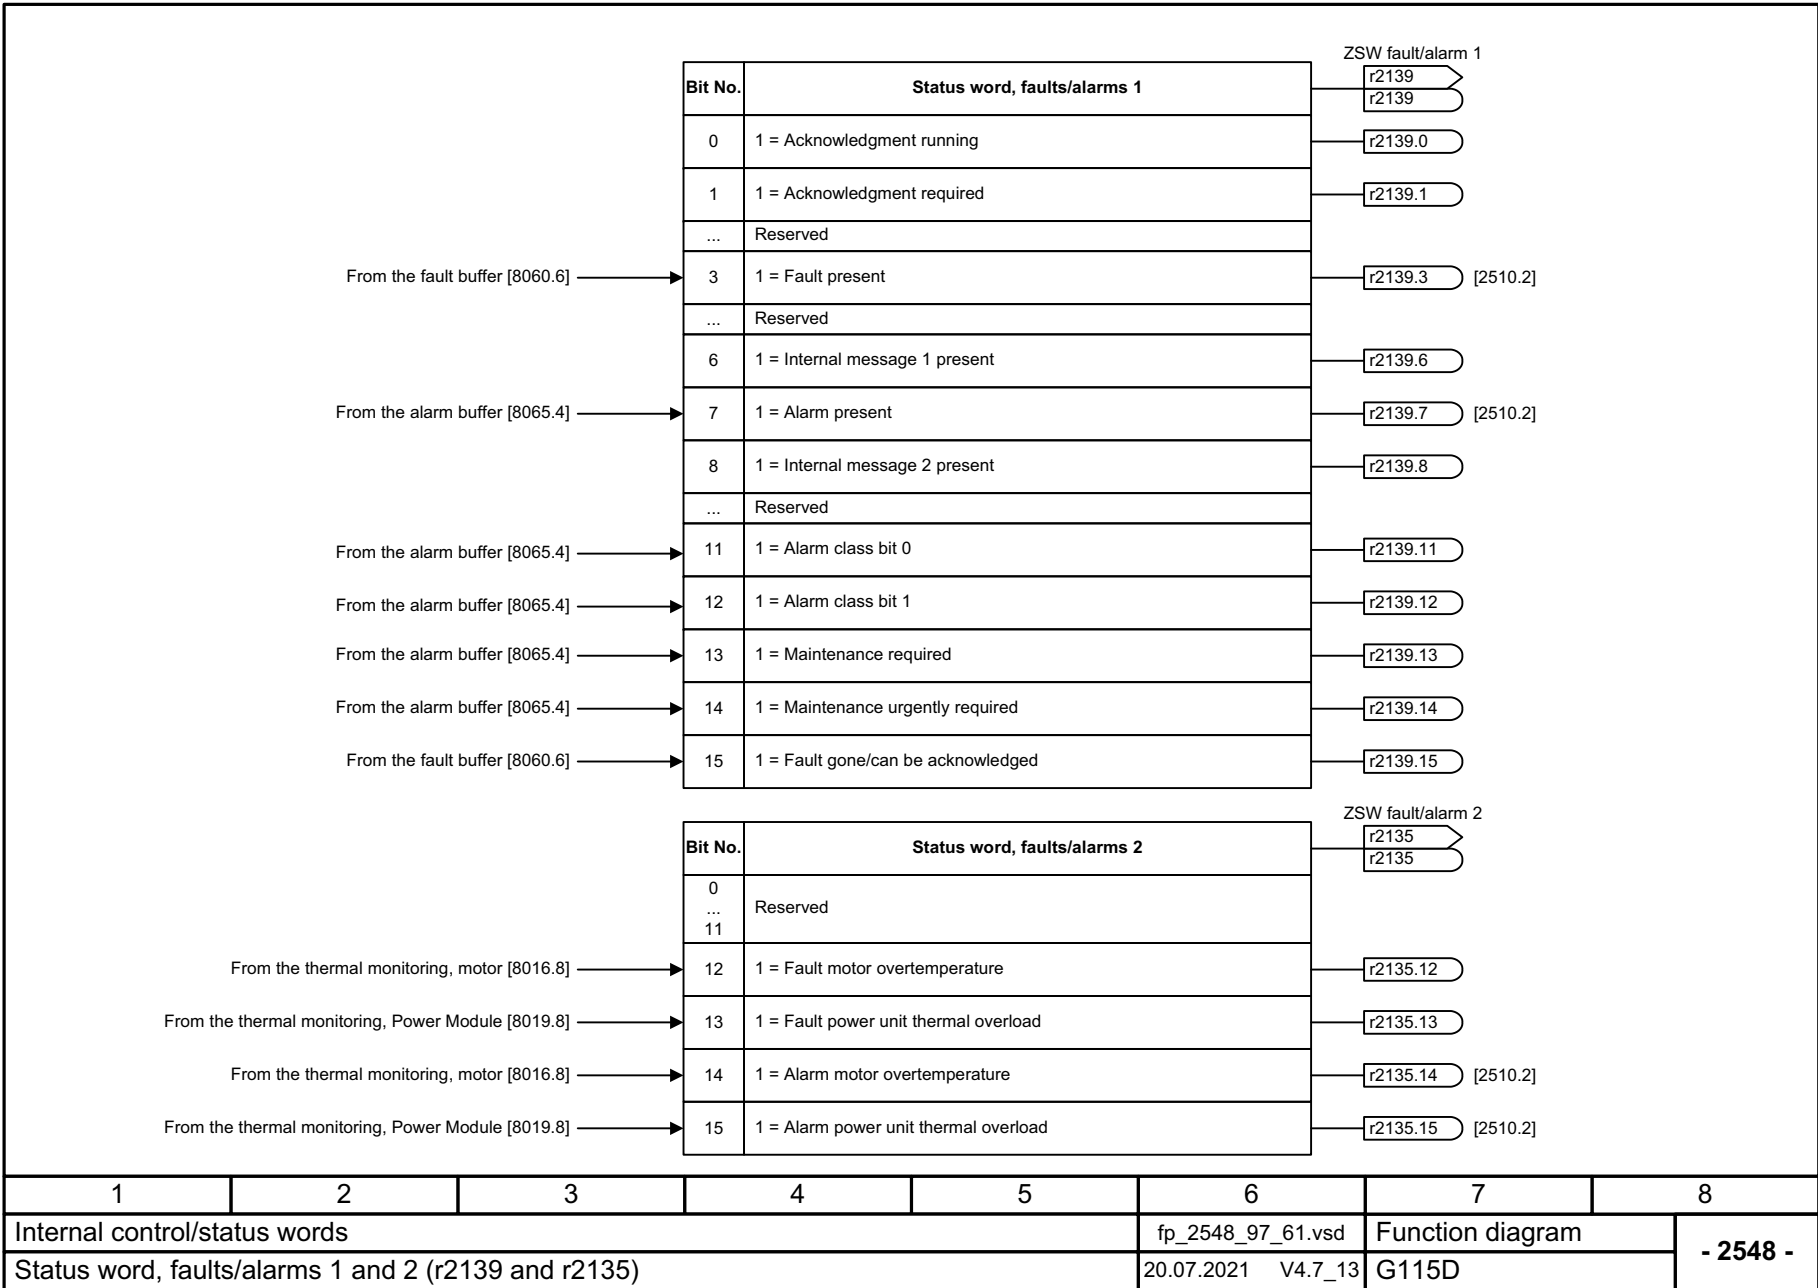 ZSW fault/alarm 1
Bit No. Status word, faults/alarms 1 r2139
r2139
0 1 = Acknowledgment running r2139.0
1 1 = Acknowledgment required r2139.1
... Reserved
From the fault buffer [8060.6] 3 1 = Fault present r2139.3 [2510.2]
... Reserved
6 1 = Internal message 1 present r2139.6
From the alarm buffer [8065.4] 7 1 = Alarm present r2139.7 [2510.2]
8 1 = Internal message 2 present r2139.8
... Reserved
From the alarm buffer [8065.4] 11 1 = Alarm class bit 0 r2139.11
From the alarm buffer [8065.4] 12 1 = Alarm class bit 1 r2139.12
From the alarm buffer [8065.4] 13 1 = Maintenance required r2139.13
From the alarm buffer [8065.4] 14 1 = Maintenance urgently required r2139.14
From the fault buffer [8060.6] 15 1 = Fault gone/can be acknowledged r2139.15
ZSW fault/alarm 2
Bit No. Status word, faults/alarms 2 r2135
r2135
0
... Reserved
11
From the thermal monitoring, motor [8016.8] 12 1 = Fault motor overtemperature r2135.12
From the thermal monitoring, Power Module [8019.8] 13 1 = Fault power unit thermal overload r2135.13
From the thermal monitoring, motor [8016.8] 14 1 = Alarm motor overtemperature r2135.14 [2510.2]
From the thermal monitoring, Power Module [8019.8] 15 1 = Alarm power unit thermal overload r2135.15 [2510.2]
1 2 3 4 5 6 7 8
Internal control/status words fp_2548_97_61.vsd Function diagram - 2548 -
Status word, faults/alarms 1 and 2 (r2139 and r2135) 20.07.2021 V4.7_13 G115D